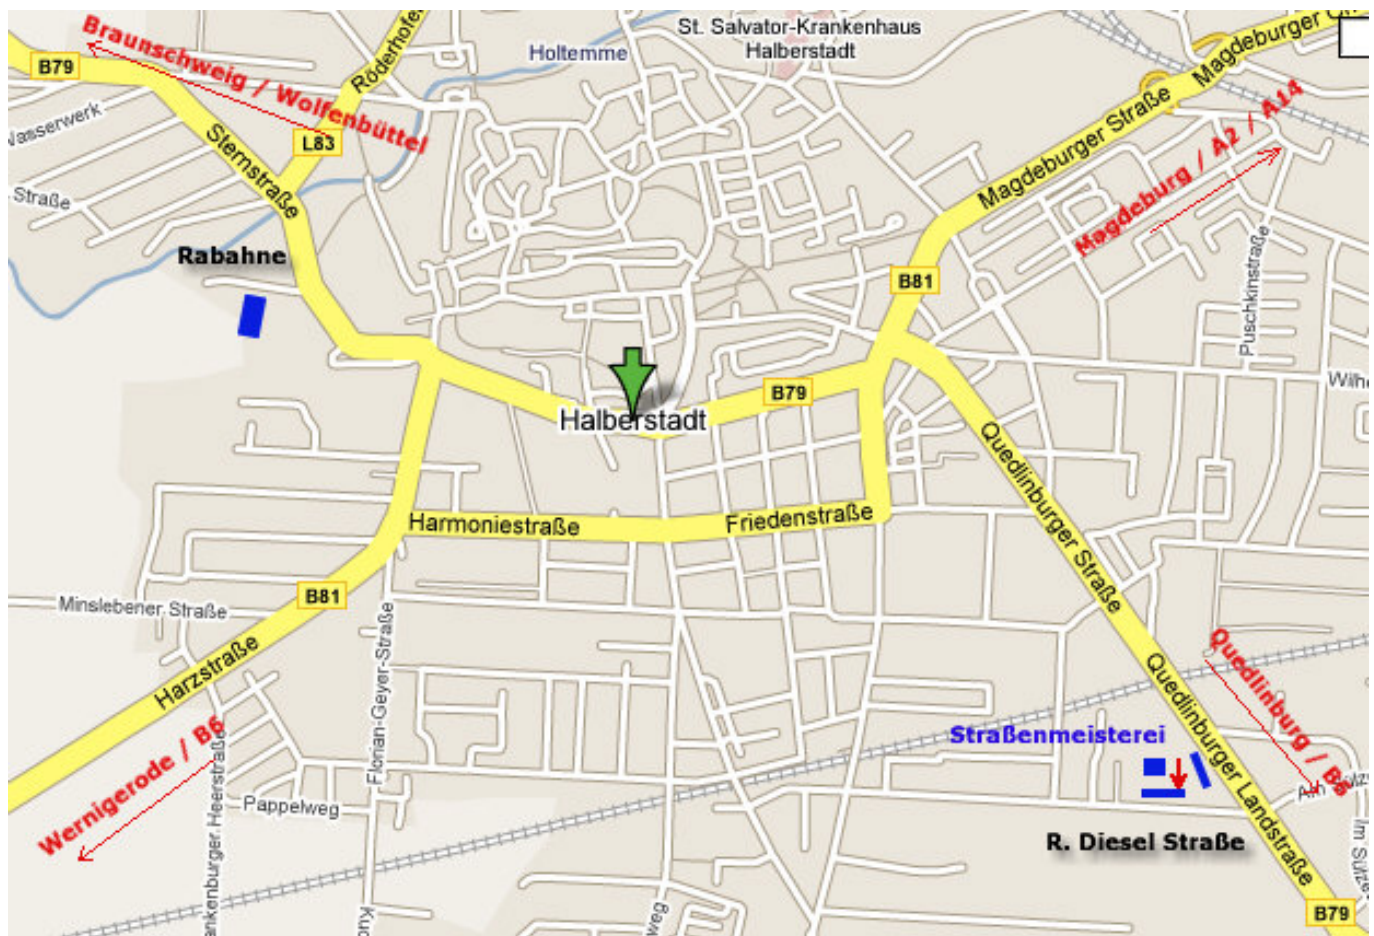 St. Salvator-Krankenhaus
Halberstadt
Magdeburger
Braunschweig / Wolfenbüttel
B79
Holtemme
L83
Sternstraße
Wasserwerk
Straße
Magdeburger Straße
Magdeburg / A2 / A14
Rabahne
B81
Puschkinstraße
B79
Halberstadt
Quedlinburger Straße
Harmoniestraße
Friedenstraße
B81
Minslebener Straße
Florian-Geyer-Straße
Harzstraße
Quedlinburg / B6
Quedlinburger Landstraße
Wernigerode / B6
Straßenmeisterei
Pappelweg
R. Diesel Straße
B79